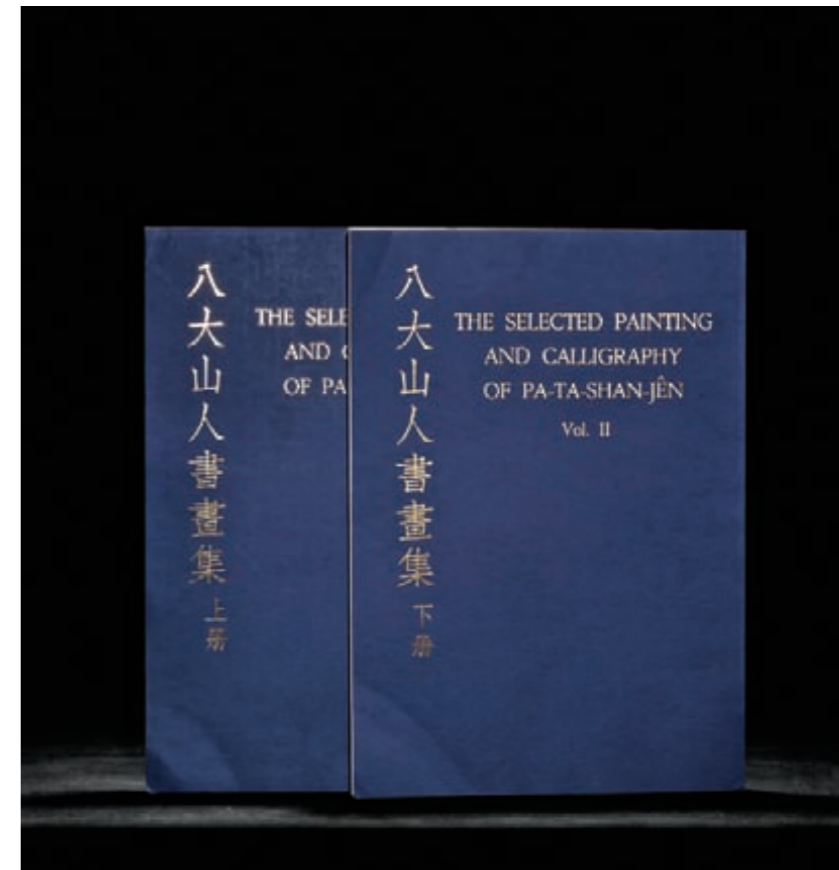 八大山人書畫集 上册
THE SELE
AND
OF PA
八大山人書畫集 下册
THE SELECTED PAINTING
AND CALLIGRAPHY
OF PA-TA-SHAN-JÊN
Vol. II